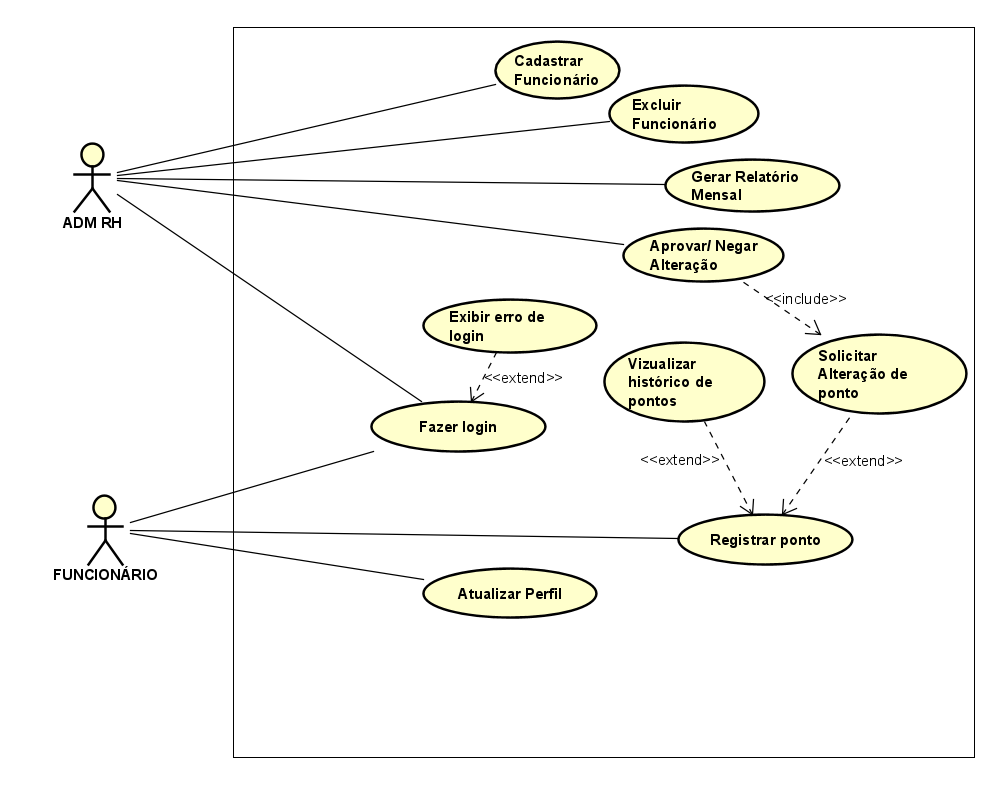 Cadastrar
Funcionário
Excluir
Funcionário
Gerar Relatório
Mensal
ADM RH
Aprovar/ Negar
Alteração
<<include>>
Exibir erro de
login
Vizualizar
histórico de
pontos
Solicitar
Alteração de
ponto
<<extend>>
Fazer login
<<extend>>
<<extend>>
Registrar ponto
FUNCIONÁRIO
Atualizar Perfil